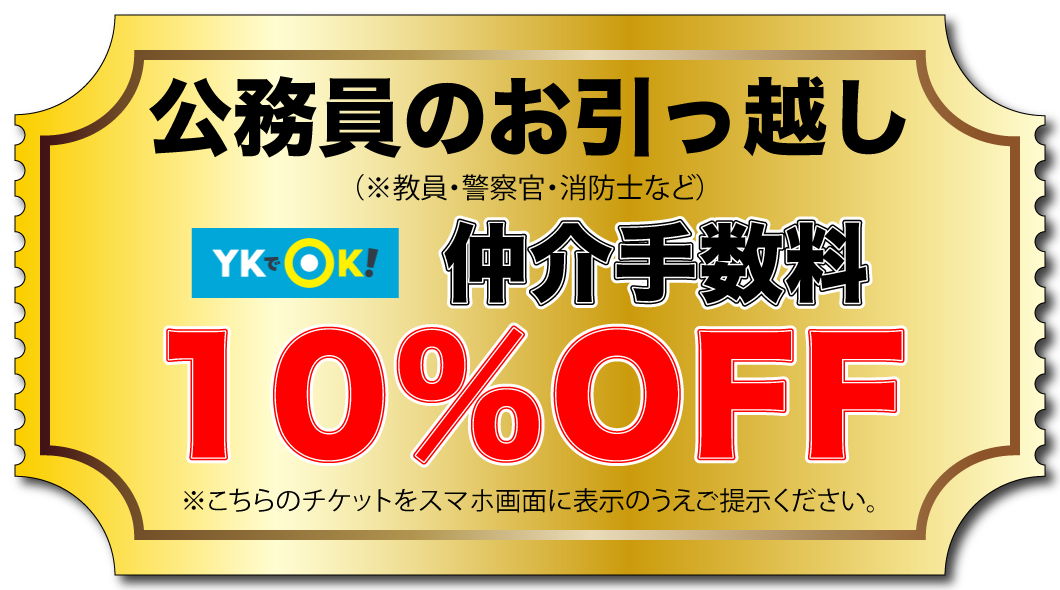 公務員のお引っ越し
（※教員・警察官・消防士など）
YKでOK!
仲介手数料
10%OFF
※こちらのチケットをスマホ画面に表示のうえご提示ください。